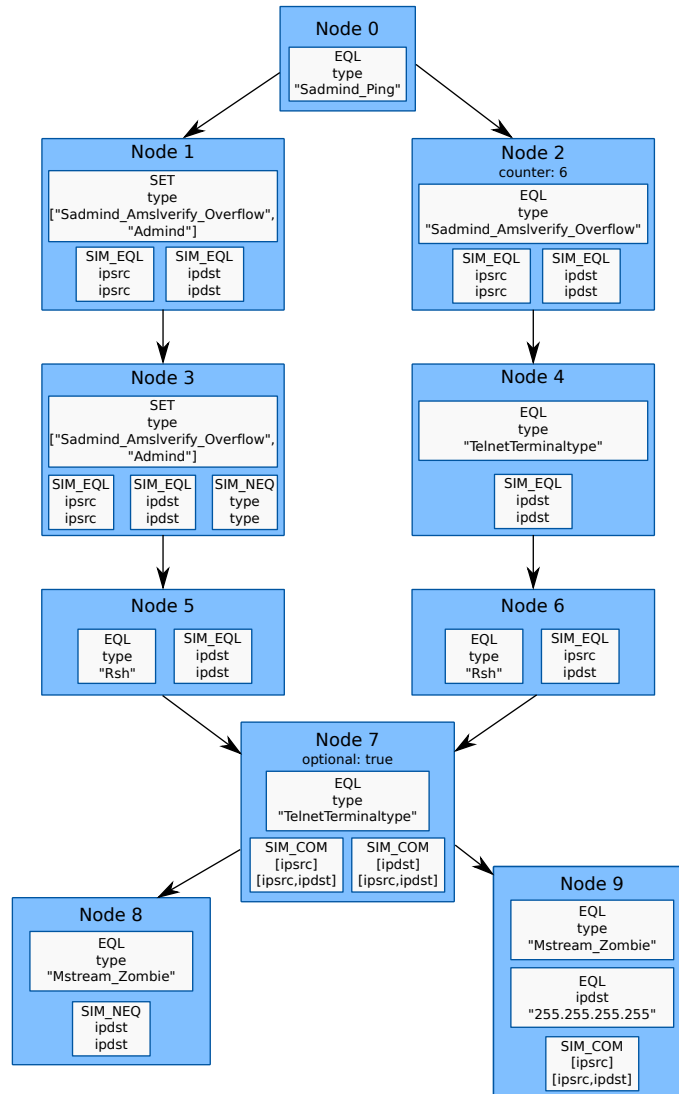 Node 0
EQL
type
"Sadmind_Ping"
Node 1
SET
type
["Sadmind_Amslverify_Overflow",
"Admind"]
SIM_EQL
ipsrc
ipsrc
SIM_EQL
ipdst
ipdst
Node 2
counter: 6
EQL
type
"Sadmind_Amslverify_Overflow"
SIM_EQL
ipsrc
ipsrc
SIM_EQL
ipdst
ipdst
Node 3
SET
type
["Sadmind_Amslverify_Overflow",
"Admind"]
SIM_EQL
ipsrc
ipsrc
SIM_EQL
ipdst
ipdst
SIM_NEQ
type
type
Node 4
EQL
type
"TelnetTerminaltype"
SIM_EQL
ipdst
ipdst
Node 5
EQL
type
"Rsh"
SIM_EQL
ipdst
ipdst
Node 6
EQL
type
"Rsh"
SIM_EQL
ipsrc
ipdst
Node 7
optional: true
EQL
type
"TelnetTerminaltype"
SIM_COM
[ipsrc]
[ipsrc,ipdst]
SIM_COM
[ipdst]
[ipsrc,ipdst]
Node 8
EQL
type
"Mstream_Zombie"
SIM_NEQ
ipdst
ipdst
Node 9
EQL
type
"Mstream_Zombie"
EQL
ipdst
"255.255.255.255"
SIM_COM
[ipsrc]
[ipsrc,ipdst]